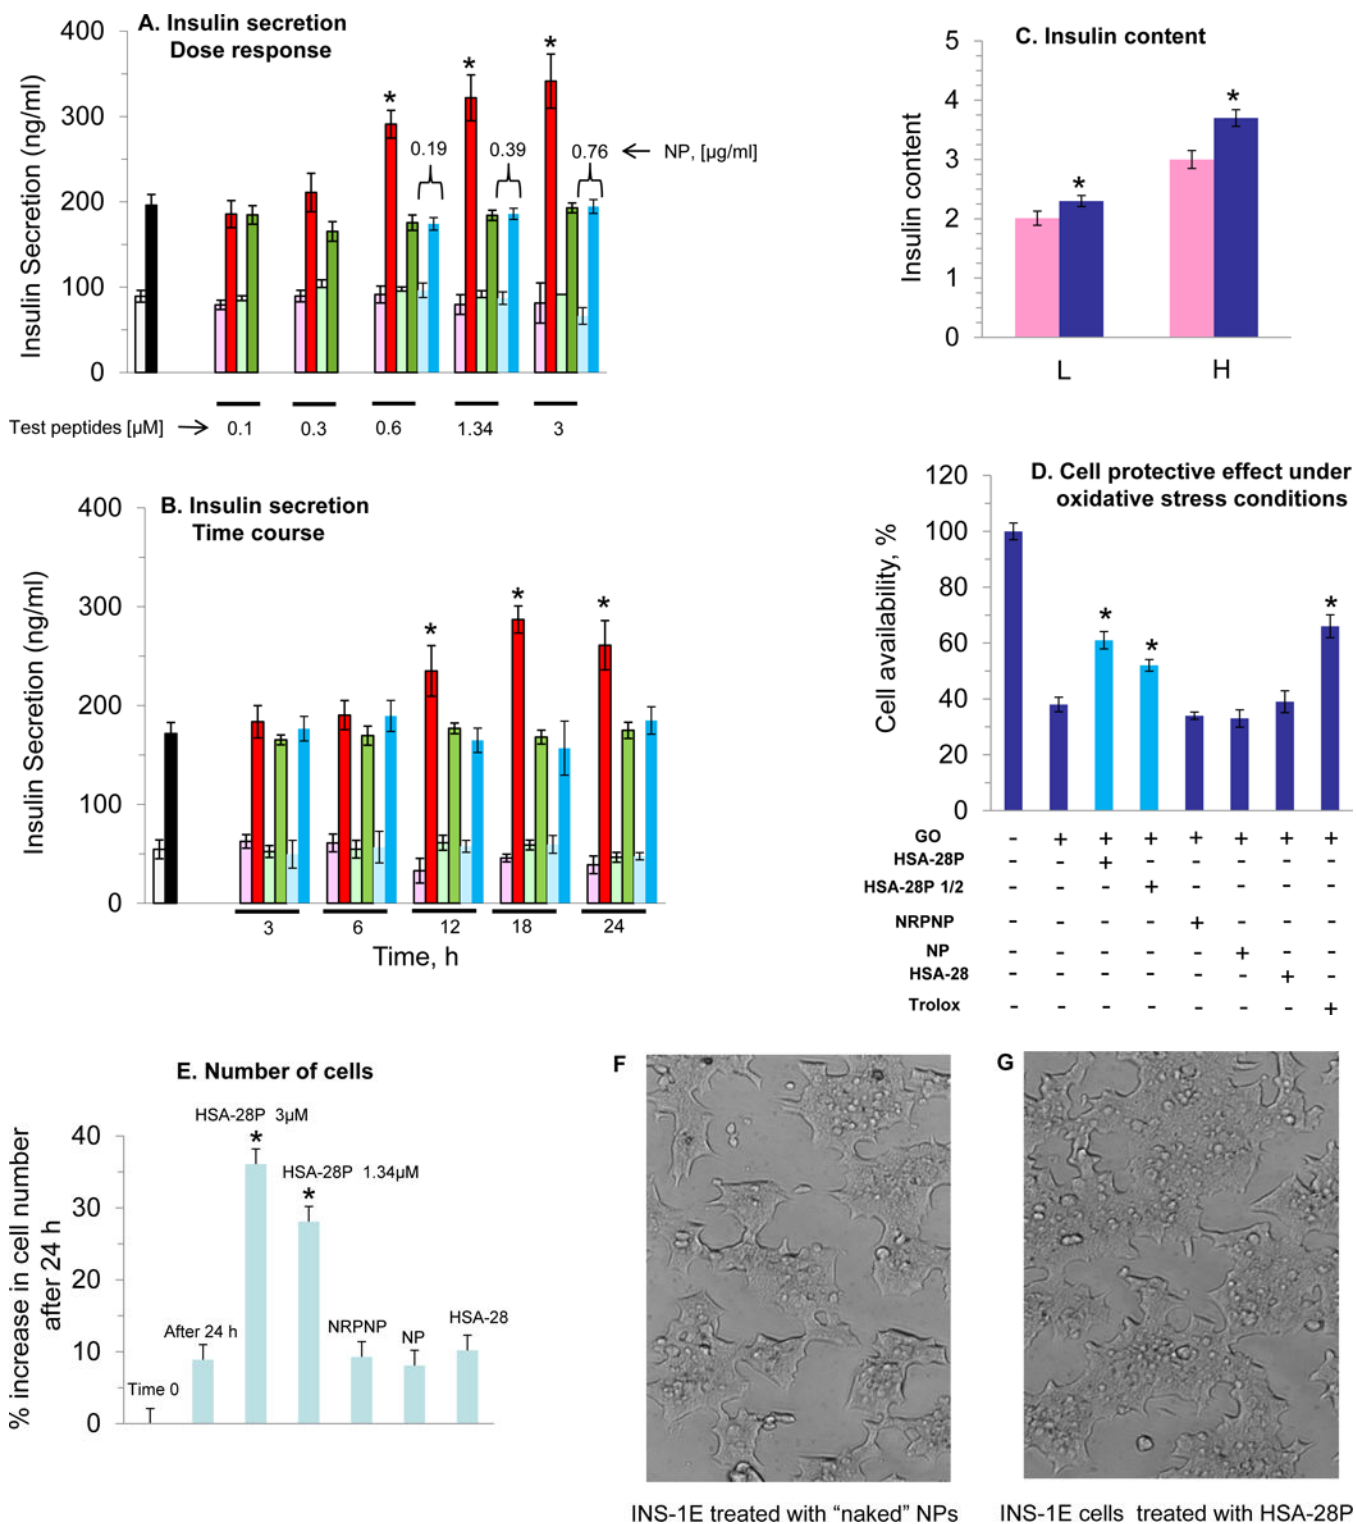 A. Insulin secretion
Dose response
400
300
200
100
0
Insulin Secretion (ng/ml)
*
*
*
0.19
0.39
0.76
← NP, [µg/ml]
Test peptides [µM] →
0.1
0.3
0.6
1.34
3
B. Insulin secretion
Time course
400
300
200
100
0
Insulin Secretion (ng/ml)
*
*
*
3
6
12
18
24
Time, h
C. Insulin content
5
4
3
2
1
0
Insulin content
*
*
L
H
D. Cell protective effect under
oxidative stress conditions
120
100
80
60
40
20
0
Cell availability, %
*
*
*
GO - + + + + + + +
HSA-28P - - + - - - - -
HSA-28P 1/2 - - - + - - - -
NRPNP - - - - + - - -
NP - - - - - + - -
HSA-28 - - - - - - + -
Trolox - - - - - - - +
E. Number of cells
40
30
20
10
0
% increase in cell number
after 24 h
Time 0
After 24 h
HSA-28P 3µM
*
HSA-28P 1.34µM
*
NRPNP
NP
HSA-28
F
INS-1E treated with “naked” NPs
G
INS-1E cells treated with HSA-28P